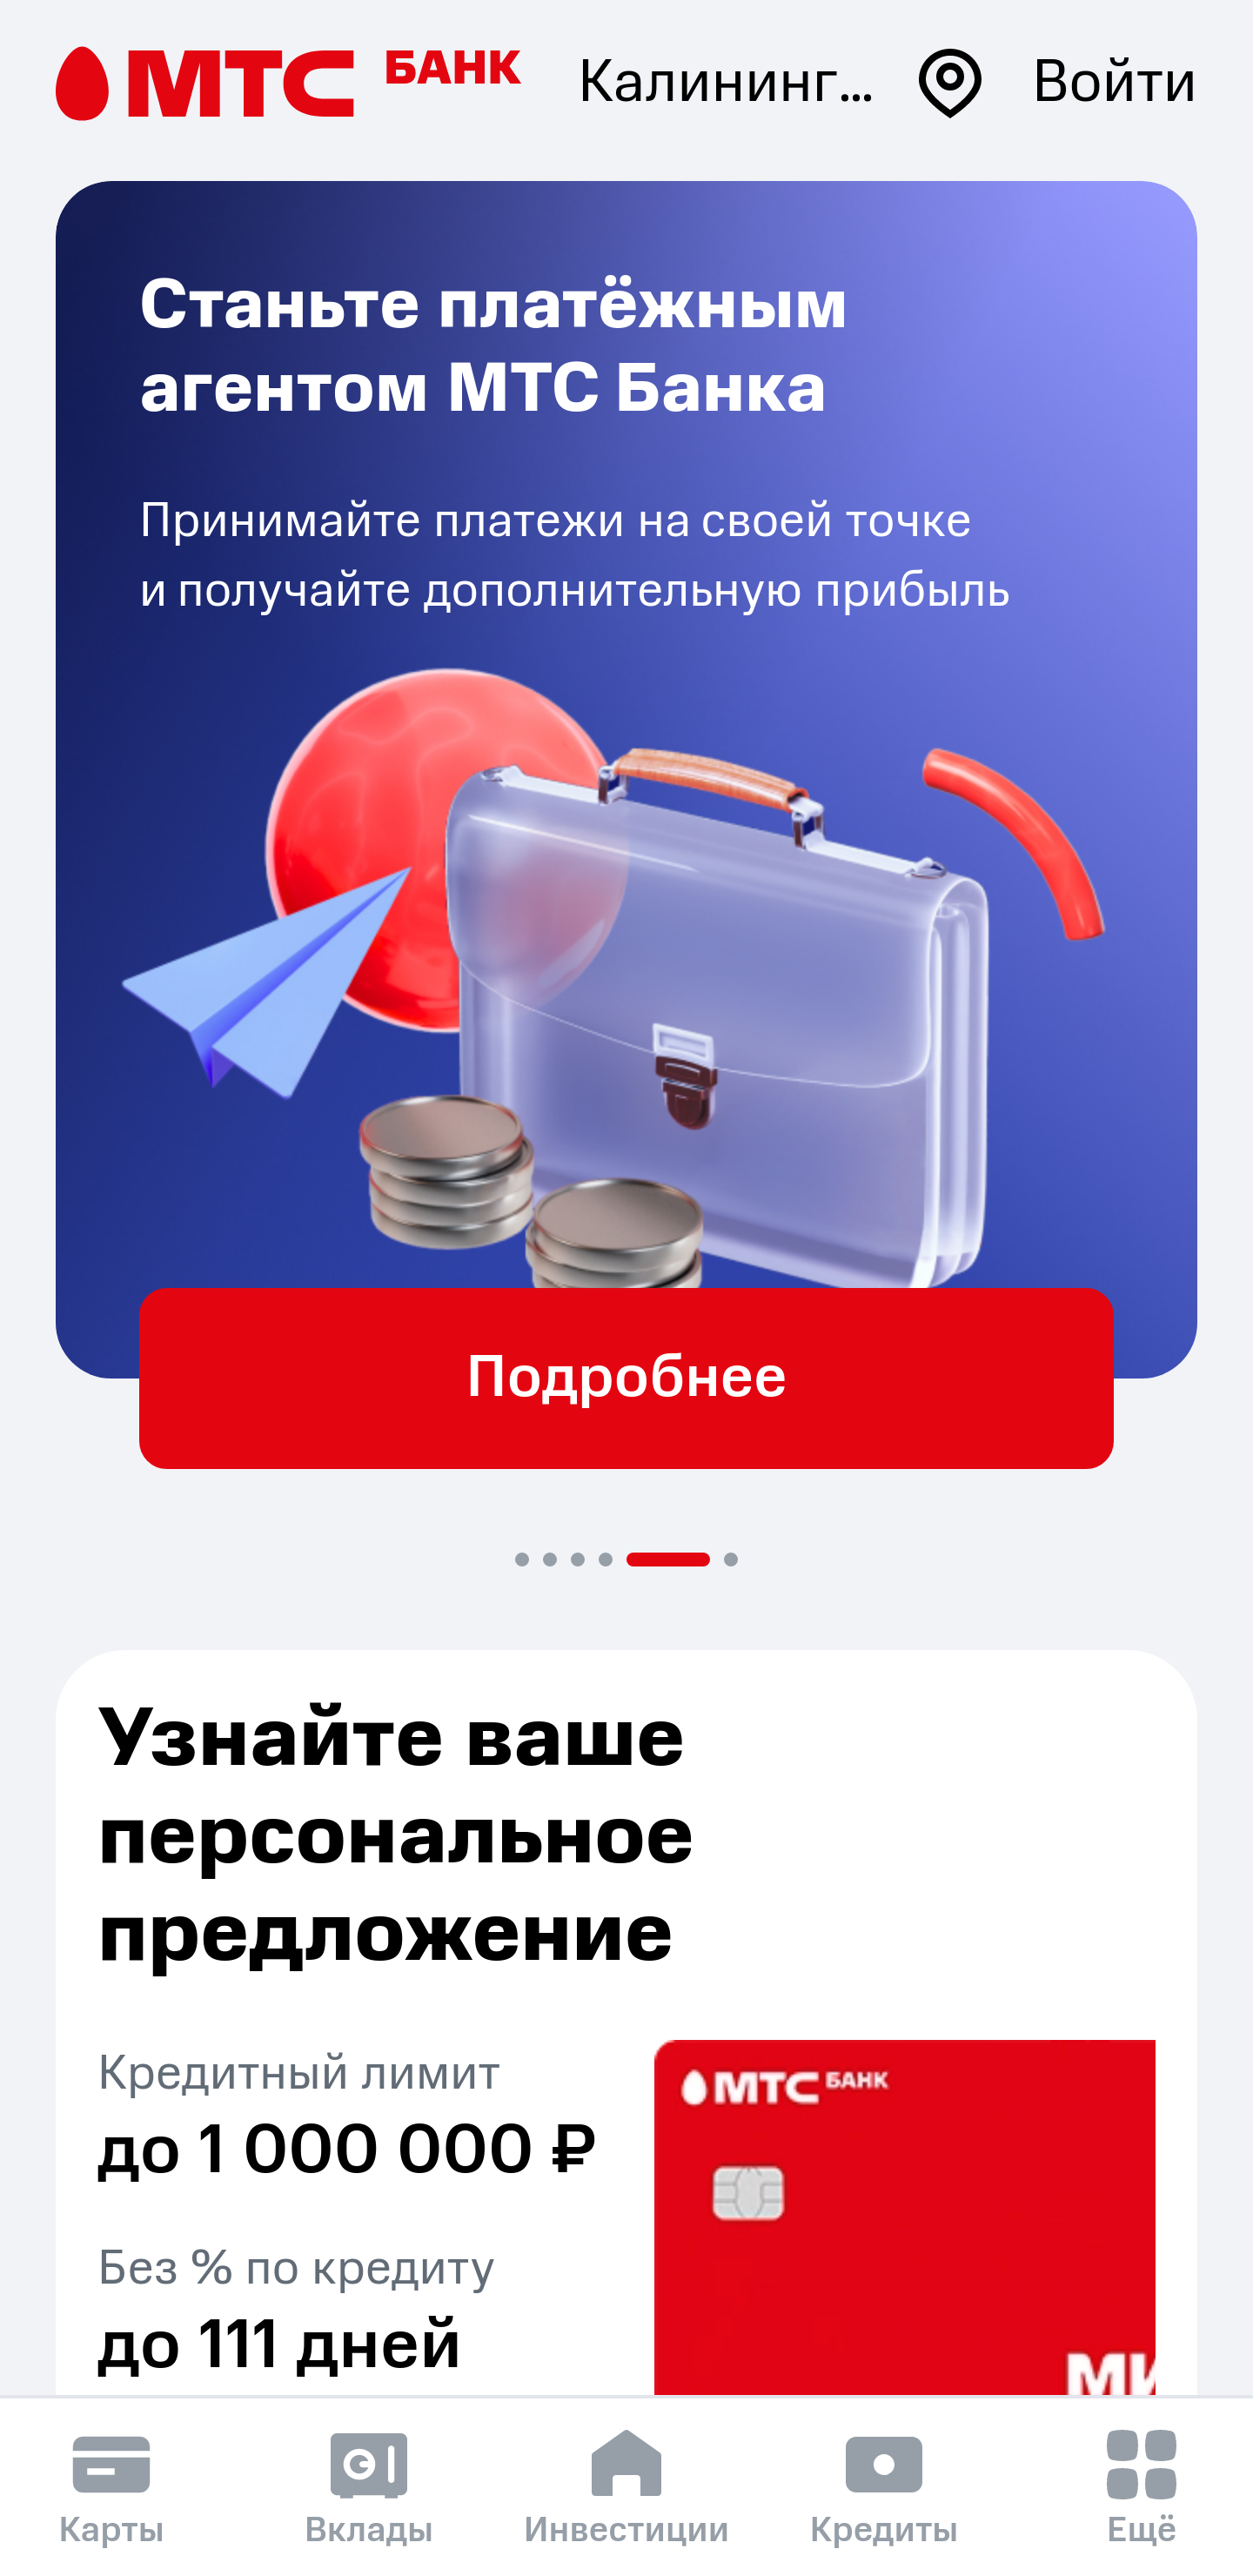 МТС БАНК
Калининг...
Войти
Станьте платёжным
агентом МТС Банка
Принимайте платежи на своей точке
и получайте дополнительную прибыль
Подробнее
Узнайте ваше
персональное
предложение
Кредитный лимит
до 1 000 000 ₽
Без % по кредиту
до 111 дней
МТС БАНК
МИ
Карты
Вклады
Инвестиции
Кредиты
Ещё